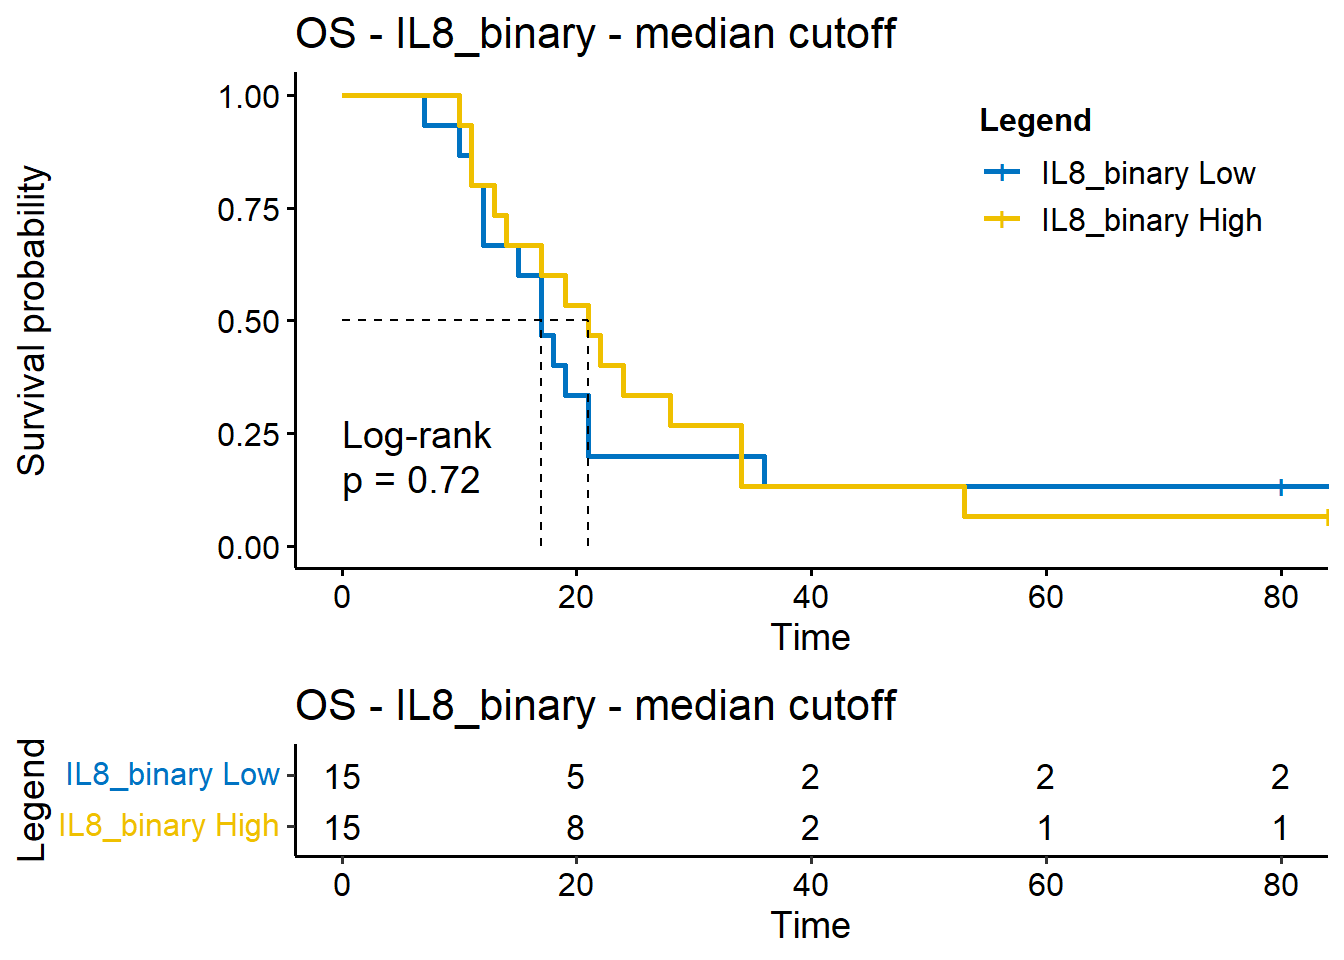 OS - IL8_binary - median cutoff
Survival probability
1.00
0.75
0.50
0.25
0.00
Legend
IL8_binary Low
IL8_binary High
Log-rank
p = 0.72
0 20 40 60 80
Time
OS - IL8_binary - median cutoff
Legend
IL8_binary Low 15 5 2 2 2
IL8_binary High 15 8 2 1 1
0 20 40 60 80
Time